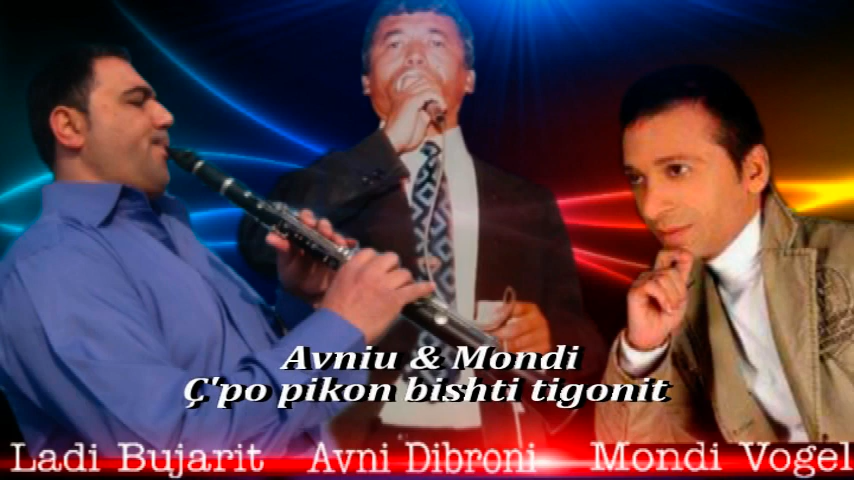 Avniu & Mondi
Ç'po pikon bishti tigonit
Ladi Bujarit Avni Dibroni Mondi Vogel